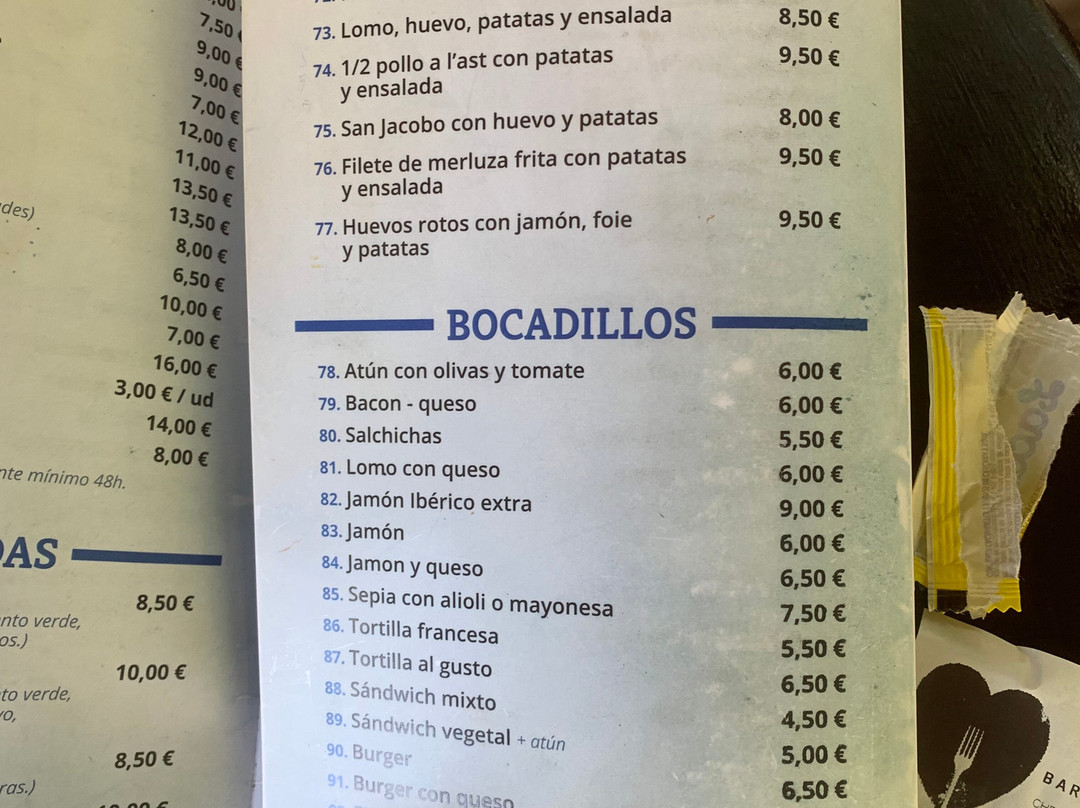 7,50
9,00 €
9,00 €
7,00 €
12,00 €
11,00 €
13,50 €
13,50 €
8,00 €
6,50 €
10,00 €
7,00 €
16,00 €
3,00 € / ud
14,00 €
8,00 €
mínimo 48h.
8,50 €
verde,
10,00 €
verde,
8,50 €
73. Lomo, huevo, patatas y ensalada 8,50 €
74. 1/2 pollo a l'ast con patatas 9,50 €
y ensalada
75. San Jacobo con huevo y patatas 8,00 €
76. Filete de merluza frita con patatas 9,50 €
y ensalada
77. Huevos rotos con jamón, foie 9,50 €
y patatas
BOCADILLOS
78. Atún con olivas y tomate 6,00 €
79. Bacon - queso 6,00 €
80. Salchichas 5,50 €
81. Lomo con queso 6,00 €
82. Jamón Ibérico extra 9,00 €
83. Jamón 6,00 €
84. Jamon y queso 6,50 €
85. Sepia con alioli o mayonesa 7,50 €
86. Tortilla francesa 5,50 €
87. Tortilla al gusto 6,50 €
88. Sándwich mixto 4,50 €
89. Sándwich vegetal + atún 5,00 €
90. Burger 6,50 €
91. Burger con queso
BAR